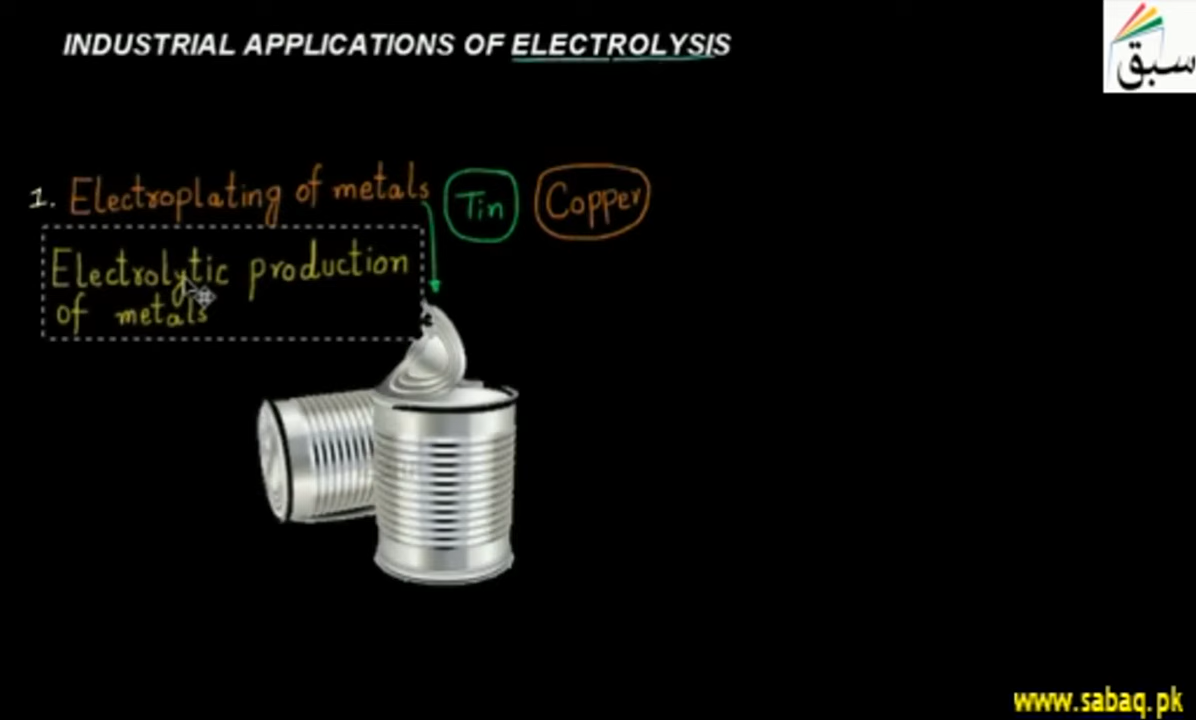 INDUSTRIAL APPLICATIONS OF ELECTROLYSIS
سبق
1. Electroplating of metals Tin Copper
Electrolytic production
of metals
www.sabaq.pk